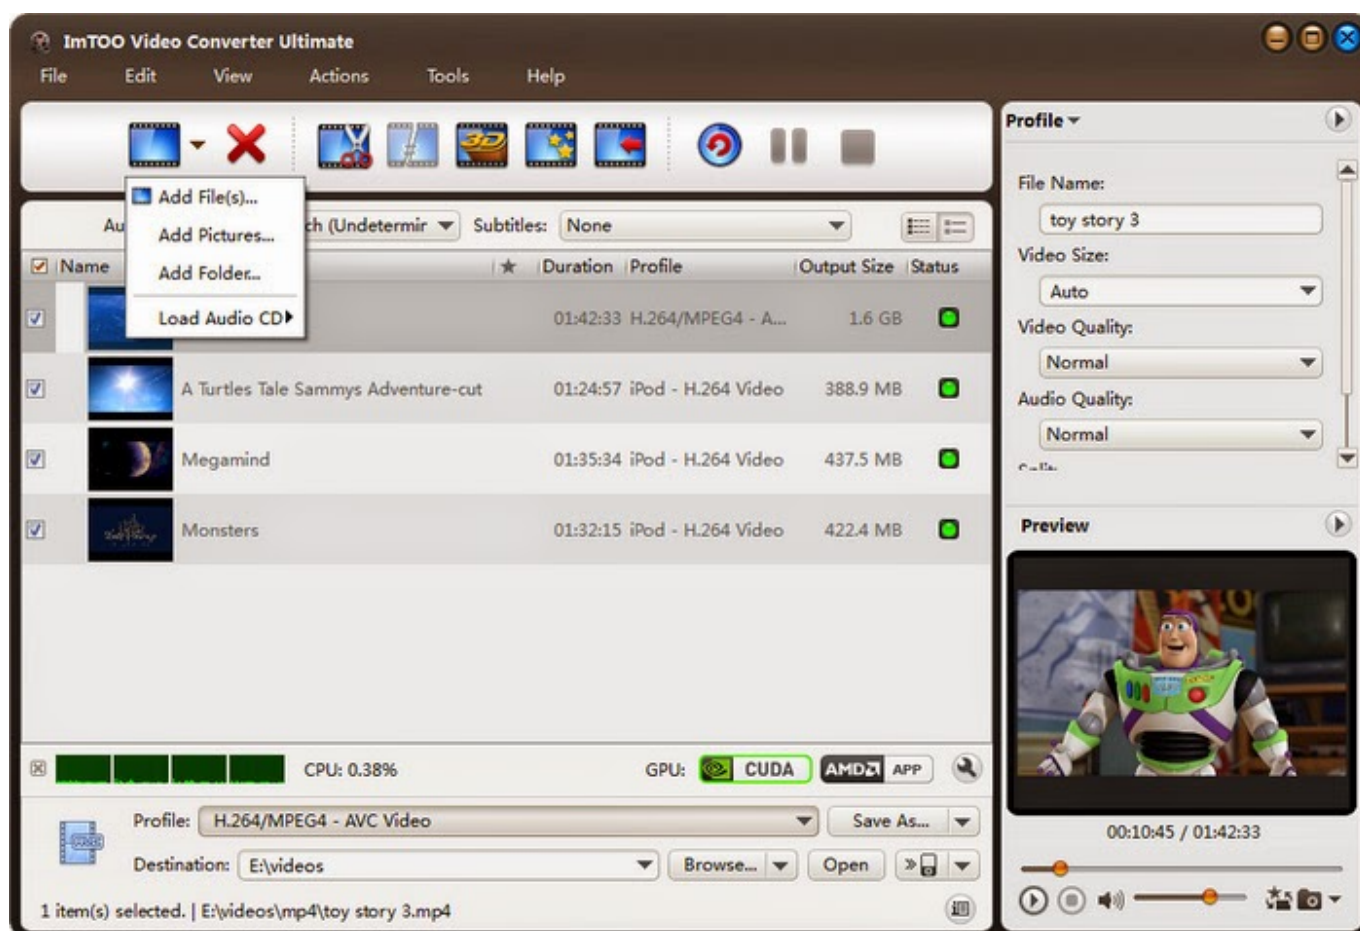 ImTOO Video Converter Ultimate
File Edit View Actions Tools Help
Add File(s)...
Add Pictures...
Add Folder...
Load Audio CD
Au ch (Undetermir Subtitles: None
Name Duration Profile Output Size Status
01:42:33 H.264/MPEG4 - A... 1.6 GB
A Turtles Tale Sammys Adventure-cut 01:24:57 iPod - H.264 Video 388.9 MB
Megamind 01:35:34 iPod - H.264 Video 437.5 MB
Monsters 01:32:15 iPod - H.264 Video 422.4 MB
CPU: 0.38% GPU: CUDA AMD APP
Profile: H.264/MPEG4 - AVC Video Save As...
Destination: E:\videos Browse... Open
1 item(s) selected. | E:\videos\mp4\toy story 3.mp4
Profile
File Name:
toy story 3
Video Size:
Auto
Video Quality:
Normal
Audio Quality:
Normal
Preview
00:10:45 / 01:42:33
3D